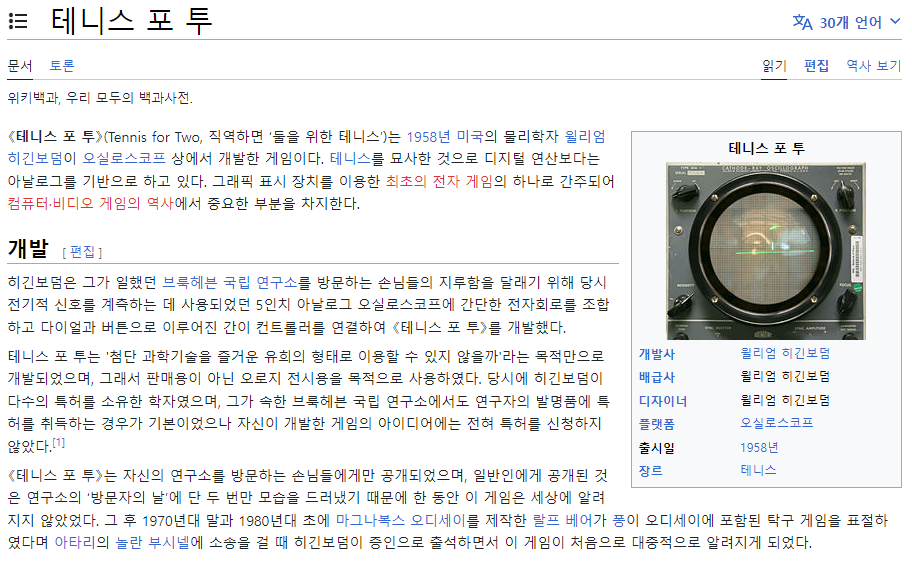 테니스 포 투
30개 언어
문서 토론
읽기 편집 역사 보기
위키백과, 우리 모두의 백과사전.
《테니스 포 투》(Tennis for Two, 직역하면 '둘을 위한 테니스')는 1958년 미국의 물리학자 윌리엄
히긴보덤이 오실로스코프 상에서 개발한 게임이다. 테니스를 묘사한 것으로 디지털 연산보다는
아날로그를 기반으로 하고 있다. 그래픽 표시 장치를 이용한 최초의 전자 게임의 하나로 간주되어
컴퓨터·비디오 게임의 역사에서 중요한 부분을 차지한다.
개발 [ 편집 ]
히긴보덤은 그가 일했던 브룩헤븐 국립 연구소를 방문하는 손님들의 지루함을 달래기 위해 당시
전기적 신호를 계측하는 데 사용되었던 5인치 아날로그 오실로스코프에 간단한 전자회로를 조합
하고 다이얼과 버튼으로 이루어진 간이 컨트롤러를 연결하여 《테니스 포 투》를 개발했다.
테니스 포 투는 '첨단 과학기술을 즐거운 유희의 형태로 이용할 수 있지 않을까'라는 목적만으로
개발되었으며, 그래서 판매용이 아닌 오로지 전시용을 목적으로 사용하였다. 당시에 히긴보덤이
다수의 특허를 소유한 학자였으며, 그가 속한 브룩헤븐 국립 연구소에서도 연구자의 발명품에 특
허를 취득하는 경우가 기본이었으나 자신이 개발한 게임의 아이디어에는 전혀 특허를 신청하지
않았다.[1]
《테니스 포 투》는 자신의 연구소를 방문하는 손님들에게만 공개되었으며, 일반인에게 공개된 것
은 연구소의 '방문자의 날'에 단 두 번만 모습을 드러냈기 때문에 한 동안 이 게임은 세상에 알려
지지 않았었다. 그 후 1970년대 말과 1980년대 초에 마그나복스 오디세이를 제작한 랄프 베어가 퐁이 오디세이에 포함된 탁구 게임을 표절하
였다며 아타리의 놀란 부시넬에 소송을 걸 때 히긴보덤이 증인으로 출석하면서 이 게임이 처음으로 대중적으로 알려지게 되었다.
테니스 포 투
CATHODE-RAY OSCILLOGRAPH
INTENSITY
FOCUS
개발사 윌리엄 히긴보덤
배급사 윌리엄 히긴보덤
디자이너 윌리엄 히긴보덤
플랫폼 오실로스코프
출시일 1958년
장르 테니스